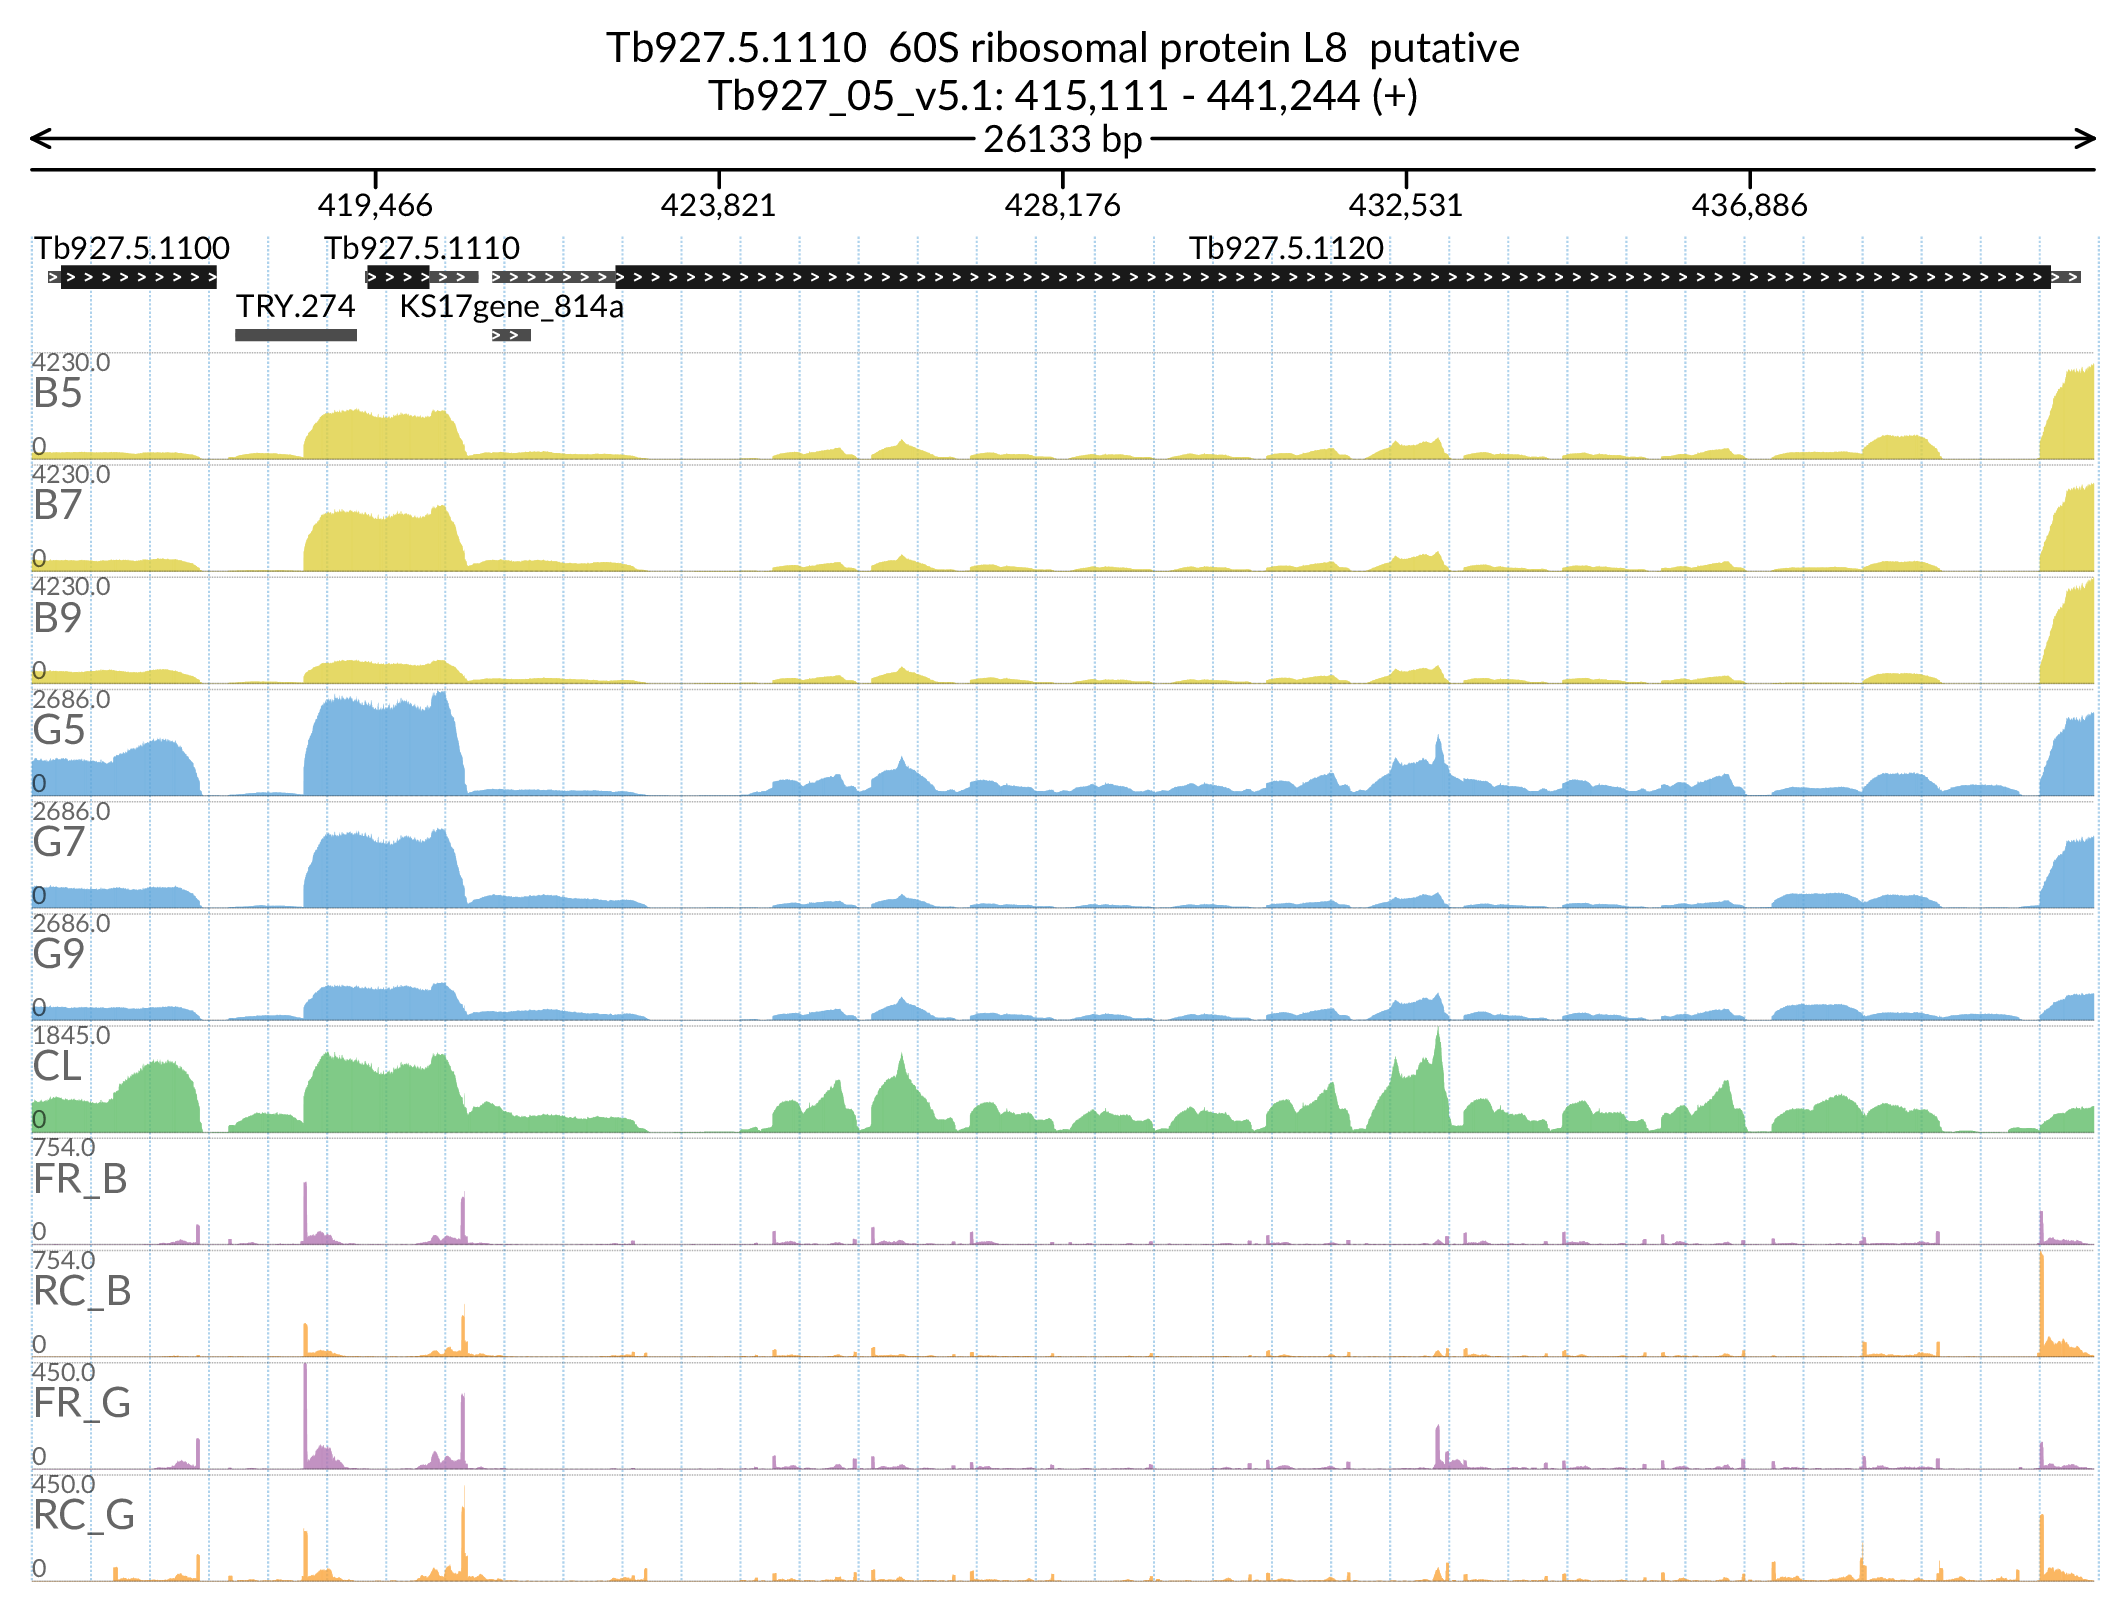 Tb927.5.1110  60S ribosomal protein L8  putative
Tb927_05_v5.1: 415,111 - 441,244 (+)
26133 bp
419,466 423,821 428,176 432,531 436,886
Tb927.5.1100 Tb927.5.1110 Tb927.5.1120
TRY.274 KS17gene_814a
4230.0
B5
0
4230.0
B7
0
4230.0
B9
0
2686.0
G5
0
2686.0
G7
0
2686.0
G9
0
1845.0
CL
0
754.0
FR_B
0
754.0
RC_B
0
450.0
FR_G
0
450.0
RC_G
0